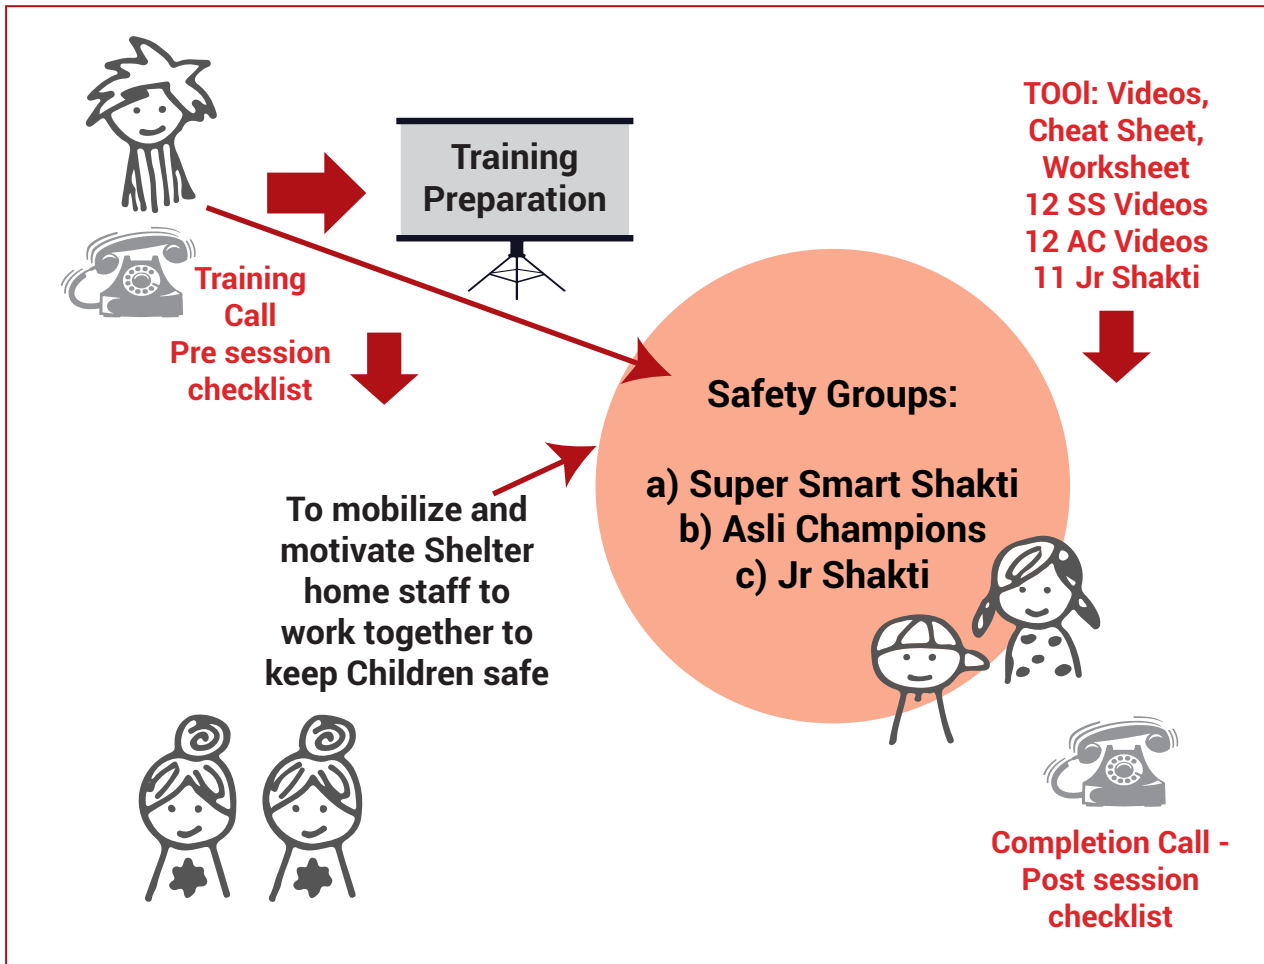 Training
Preparation
TOOl: Videos,
Cheat Sheet,
Worksheet
12 SS Videos
12 AC Videos
11 Jr Shakti
Training
Call
Pre session
checklist
Safety Groups:
a) Super Smart Shakti
b) Asli Champions
c) Jr Shakti
To mobilize and
motivate Shelter
home staff to
work together to
keep Children safe
Completion Call -
Post session
checklist